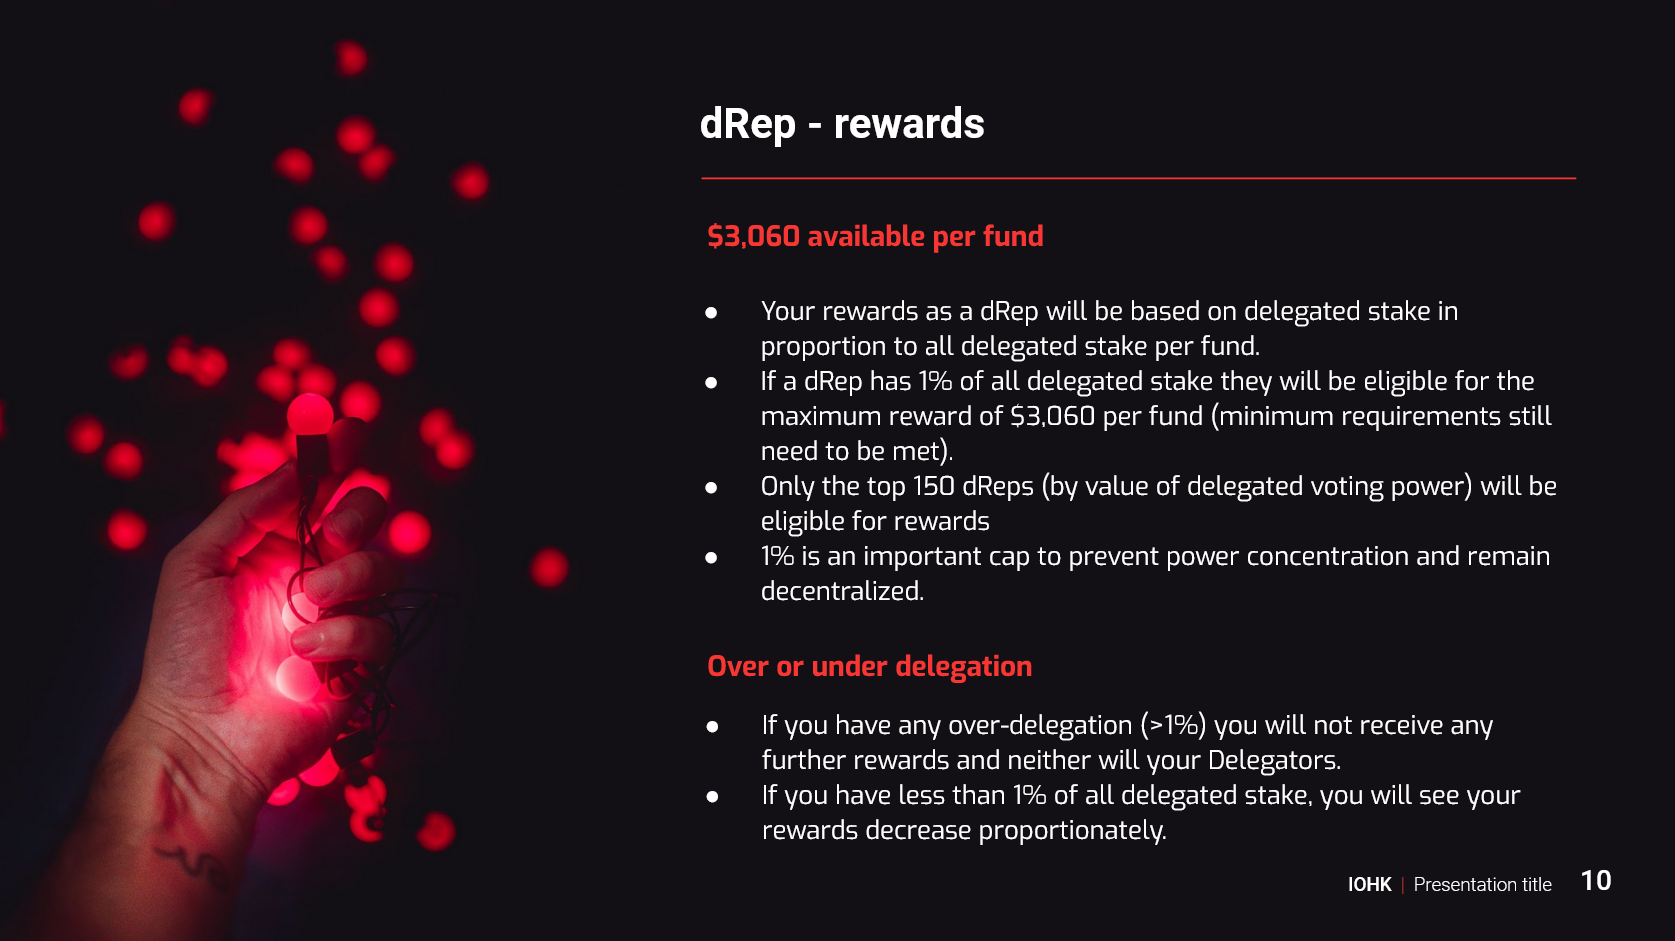 dRep - rewards
$3,060 available per fund
● Your rewards as a dRep will be based on delegated stake in
proportion to all delegated stake per fund.
● If a dRep has 1% of all delegated stake they will be eligible for the
maximum reward of $3,060 per fund (minimum requirements still
need to be met).
● Only the top 150 dReps (by value of delegated voting power) will be
eligible for rewards
● 1% is an important cap to prevent power concentration and remain
decentralized.
Over or under delegation
● If you have any over-delegation (>1%) you will not receive any
further rewards and neither will your Delegators.
● If you have less than 1% of all delegated stake, you will see your
rewards decrease proportionately.
IOHK | Presentation title 10